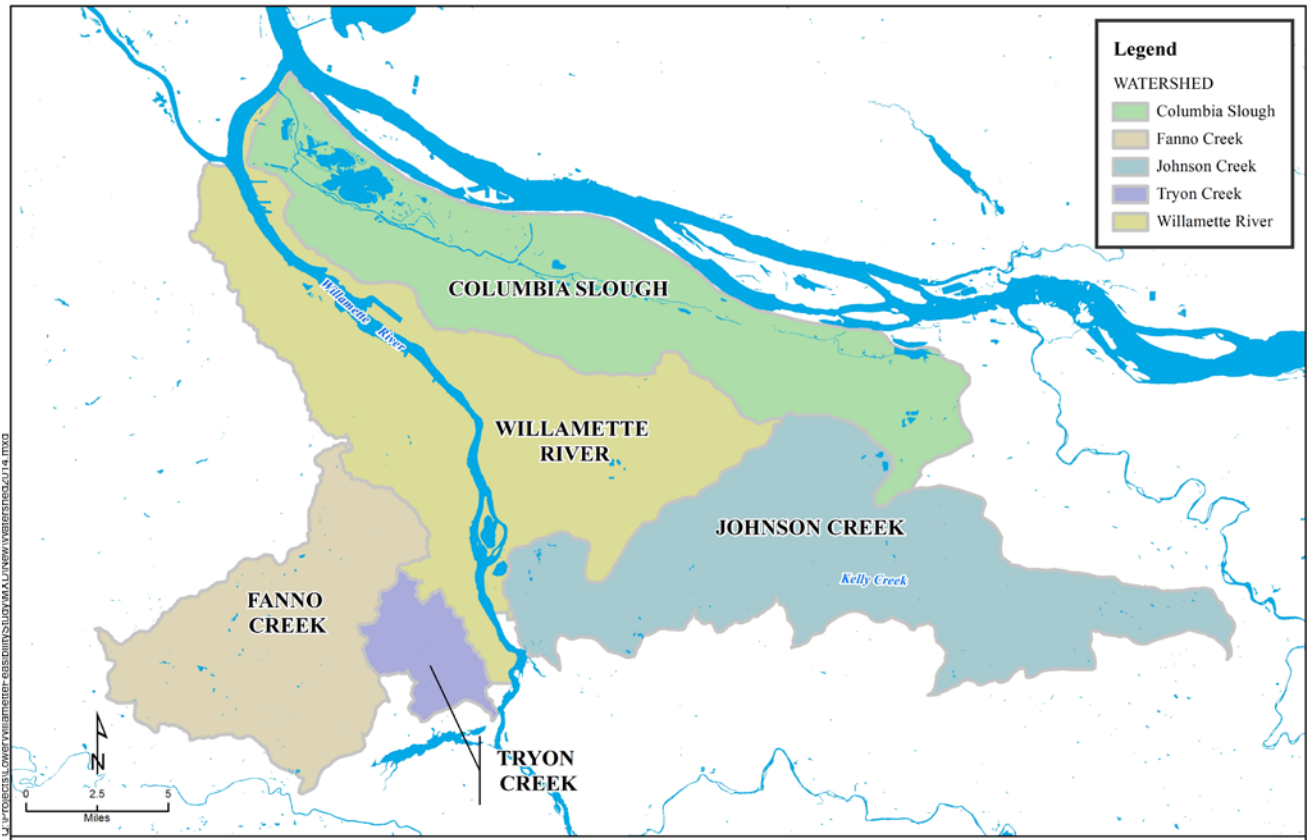 Legend
WATERSHED
Columbia Slough
Fanno Creek
Johnson Creek
Tryon Creek
Willamette River
COLUMBIA SLOUGH
Willamette River
WILLAMETTE
RIVER
JOHNSON CREEK
Kelly Creek
FANNO
CREEK
TRYON
CREEK
N
0 2.5 5
Miles